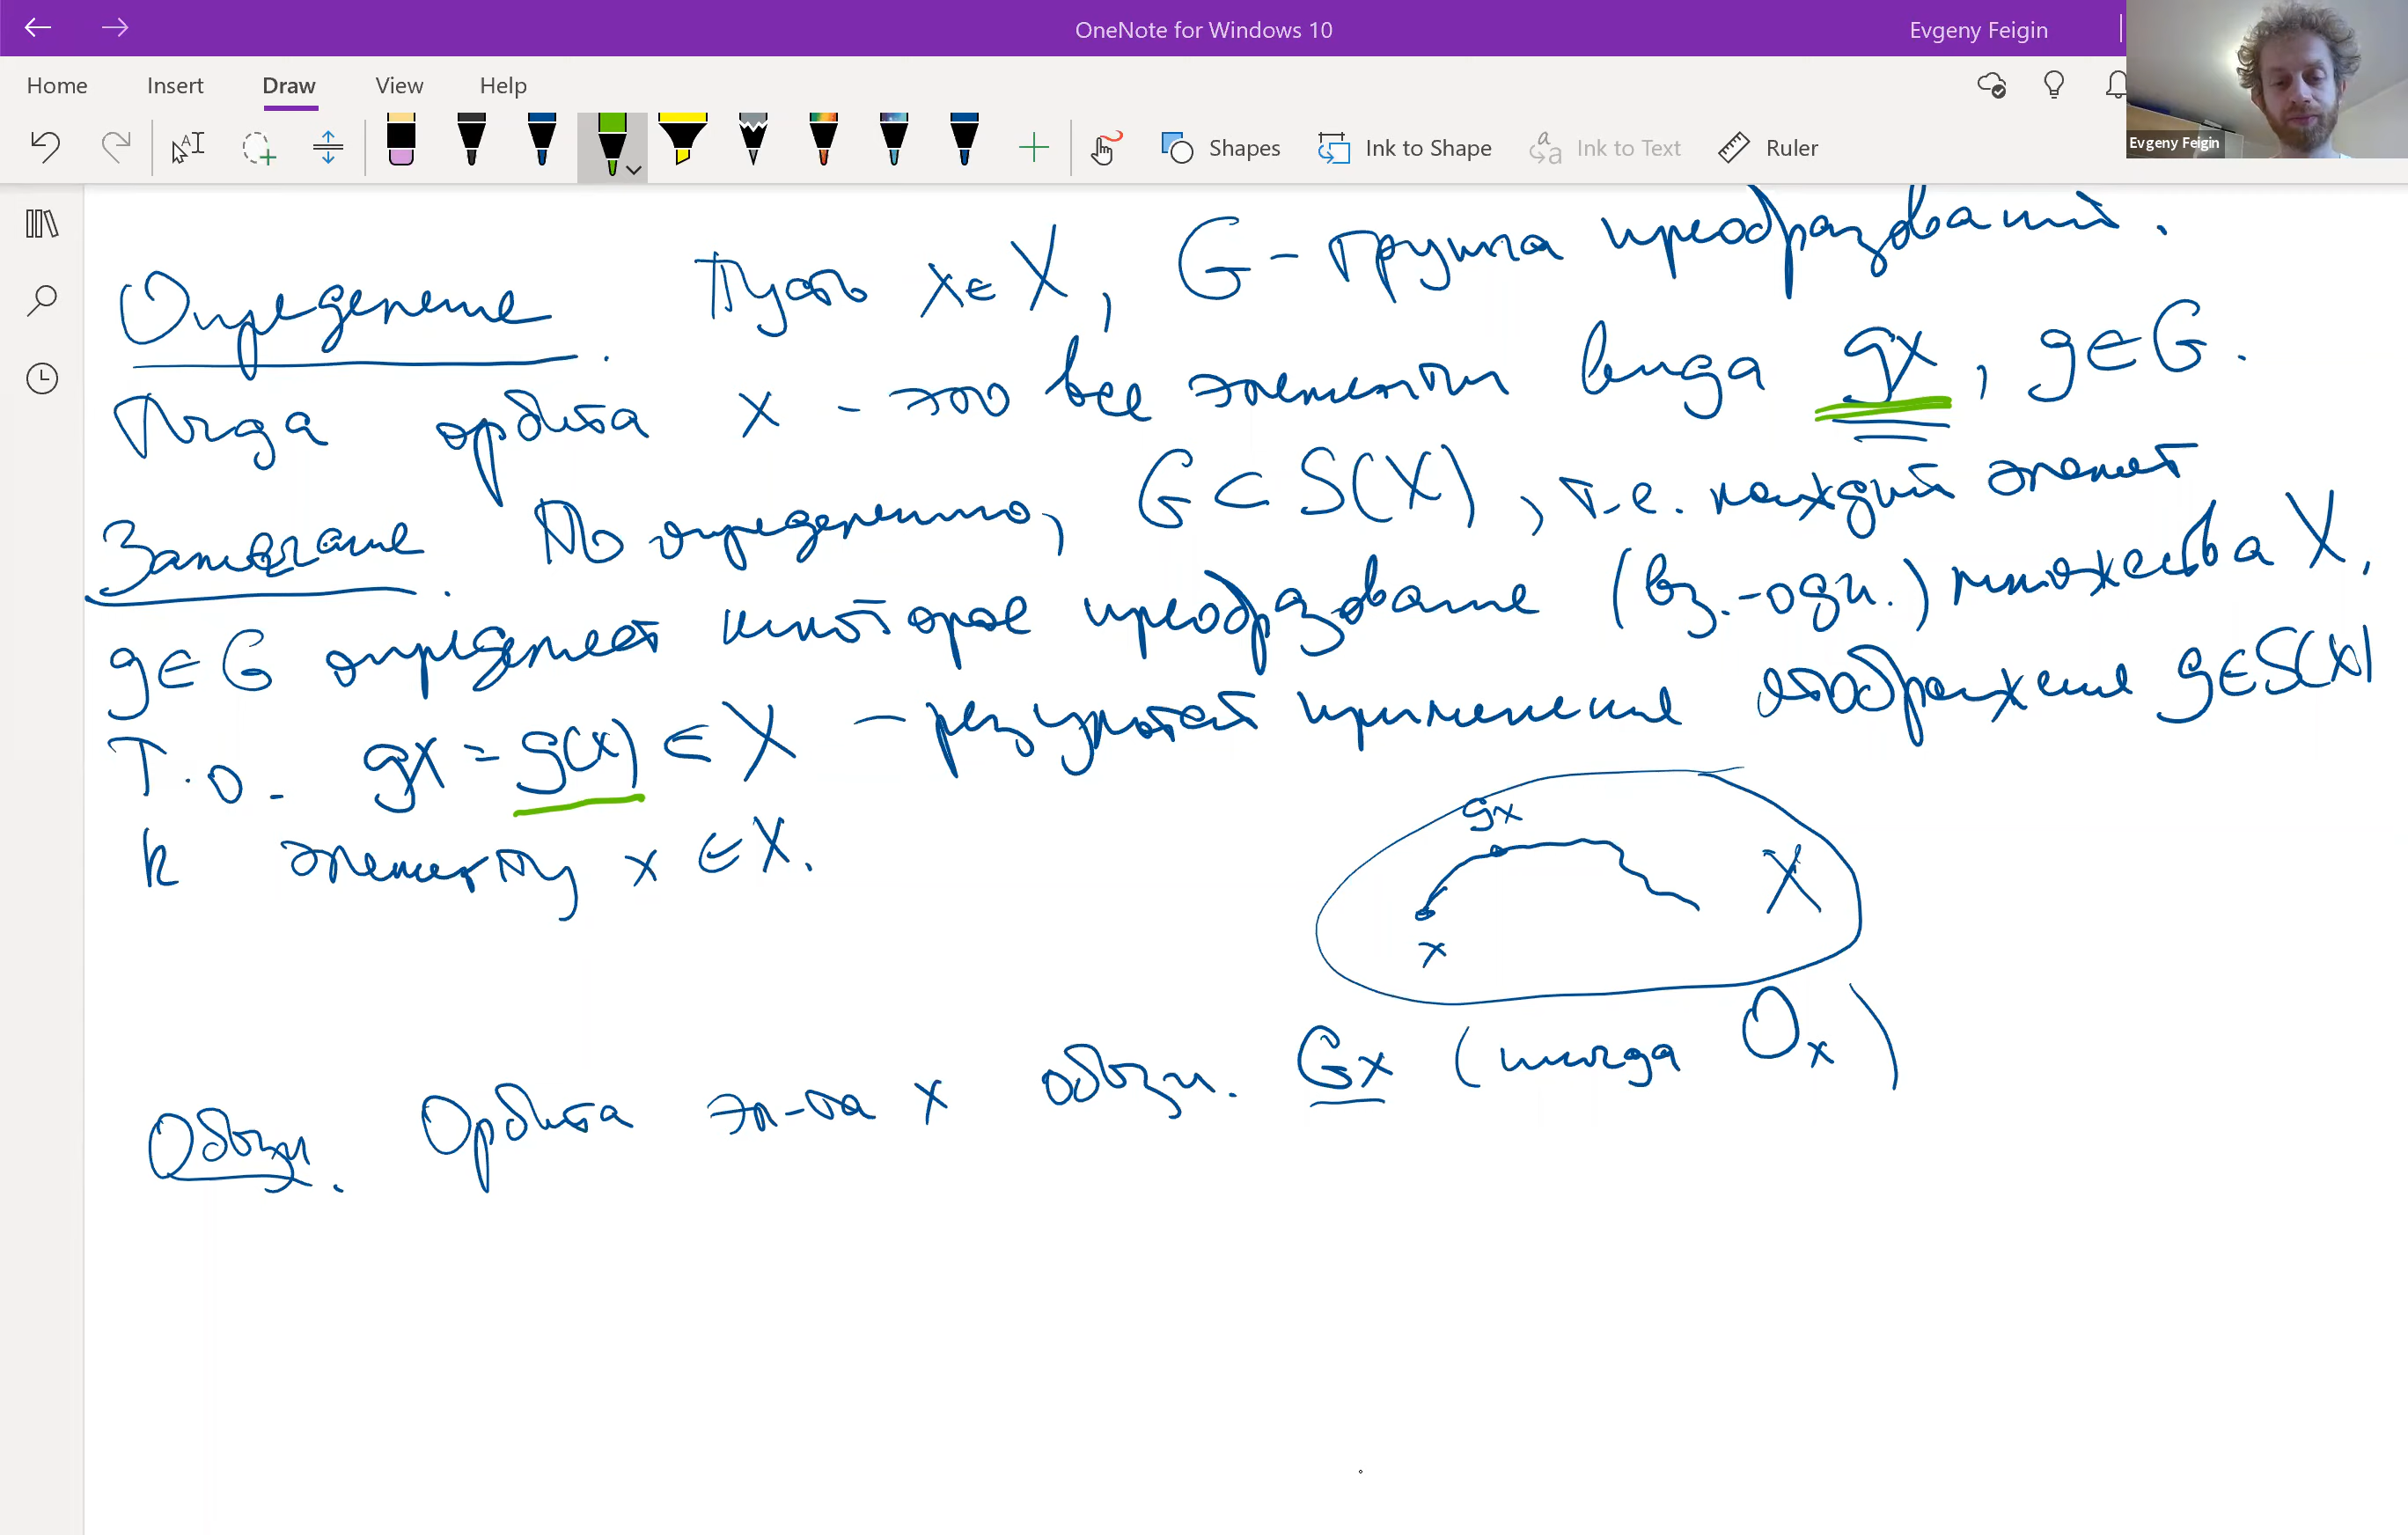 OneNote for Windows 10
Evgeny Feigin
Home Insert Draw View Help
Shapes Ink to Shape Ink to Text Ruler
Evgeny Feigin
Определение. Пусть x ∈ X, G - группа преобразований.
Тогда орбита x - это все элементы вида gx, g ∈ G.
Замечание. По определению, G ⊂ S(X), т.е. каждый элемент
g ∈ G определяет некоторое преобразование (вз.-одн.) множества X.
Т.о. gx = g(x) ∈ X – результат применения отображения g ∈ S(X)
к элементу x ∈ X.
gx
X
x
Обозн. Орбита эл-та x обозн. Gx (иногда Oₓ)